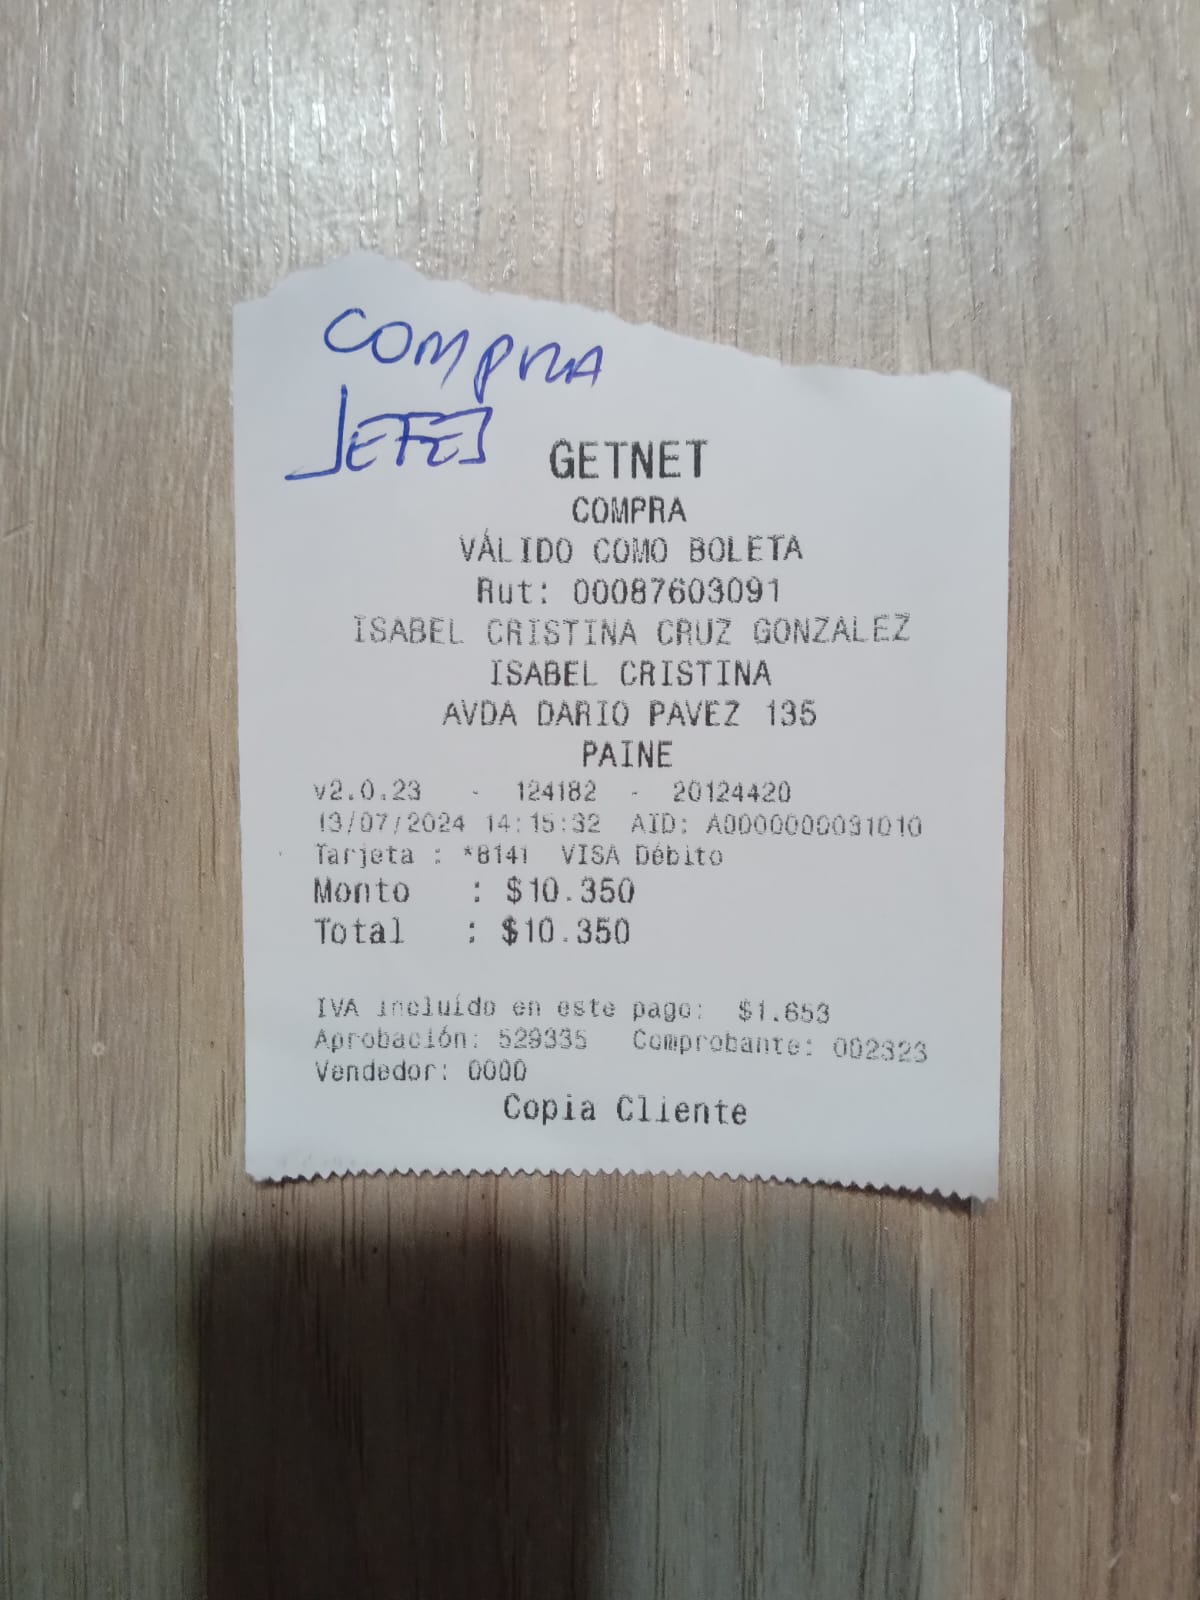 COMPRA
JEFES
GETNET
COMPRA
VÁLIDO COMO BOLETA
Rut: 00087603091
ISABEL CRISTINA CRUZ GONZALEZ
ISABEL CRISTINA
AVDA DARIO PAVEZ 135
PAINE
v2.0.23 - 124182 - 20124420
13/07/2024 14:15:32 AID: A0000000031010
Tarjeta : *8141 VISA Débito
Monto : $10.350
Total : $10.350
IVA incluído en este pago: $1.653
Aprobación: 529335 Comprobante: 002323
Vendedor: 0000
Copia Cliente